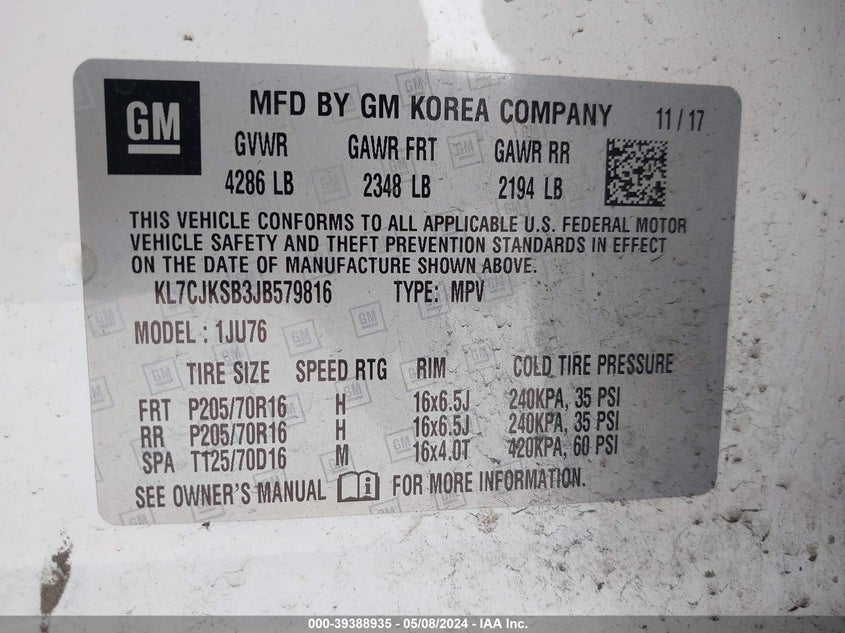 GM MFD BY GM KOREA COMPANY 11/17
GVWR GAWR FRT GAWR RR
4286 LB 2348 LB 2194 LB
THIS VEHICLE CONFORMS TO ALL APPLICABLE U.S. FEDERAL MOTOR
VEHICLE SAFETY AND THEFT PREVENTION STANDARDS IN EFFECT
ON THE DATE OF MANUFACTURE SHOWN ABOVE.
KL7CJKSB3JB579816 TYPE: MPV
MODEL : 1JU76
TIRE SIZE SPEED RTG RIM COLD TIRE PRESSURE
FRT P205/70R16 H 16x6.5J 240KPA, 35 PSI
RR P205/70R16 H 16x6.5J 240KPA, 35 PSI
SPA T125/70D16 M 16x4.0T 420KPA, 60 PSI
SEE OWNER'S MANUAL i FOR MORE INFORMATION.
000-39388935 - 05/08/2024 - IAA Inc.